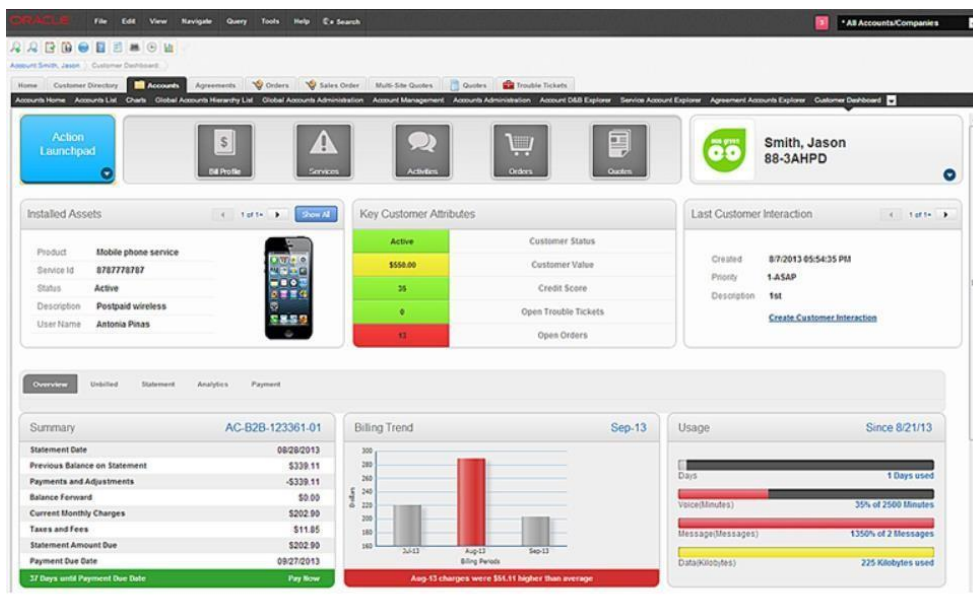 ORACLE File Edit View Navigate Query Tools Help Search * All Accounts/Companies
Account:Smith, Jason Customer Dashboard
Home Customer Directory Accounts Agreements Orders Sales Order Multi-Site Quotes Quotes Trouble Tickets
Accounts Home Accounts List Charts Global Accounts Hierarchy List Global Accounts Administration Account Management Accounts Administration Account D&B Explorer Service Account Explorer Agreement Accounts Explorer Customer Dashboard
Action
Launchpad
Bill Profile Services Activities Orders Quotes
eco green
Smith, Jason
88-3AHPD
Installed Assets 1 of 1+ Show All
Product Mobile phone service
Service Id 8787778787
Status Active
Description Postpaid wireless
User Name Antonia Pinas
Key Customer Attributes
Active Customer Status
$550.00 Customer Value
35 Credit Score
0 Open Trouble Tickets
13 Open Orders
Last Customer Interaction 1 of 1+
Created 8/7/2013 05:54:35 PM
Priority 1-ASAP
Description 1st
Create Customer Interaction
Overview Unbilled Statement Analytics Payment
Summary AC-B2B-123361-01
Statement Date 08/28/2013
Previous Balance on Statement $339.11
Payments and Adjustments -$339.11
Balance Forward $0.00
Current Monthly Charges $202.90
Taxes and Fees $11.85
Statement Amount Due $202.90
Payment Due Date 09/27/2013
37 Days until Payment Due Date Pay Now
Billing Trend Sep-13
Dollars
300
280
260
240
220
200
180
160
Jul-13 Aug-13 Sep-13
Billing Periods
Aug-13 charges were $51.11 higher than average
Usage Since 8/21/13
Days 1 Days used
Voice(Minutes) 35% of 2500 Minutes
Message(Messages) 1350% of 2 Messages
Data(Kilobytes) 225 Kilobytes used